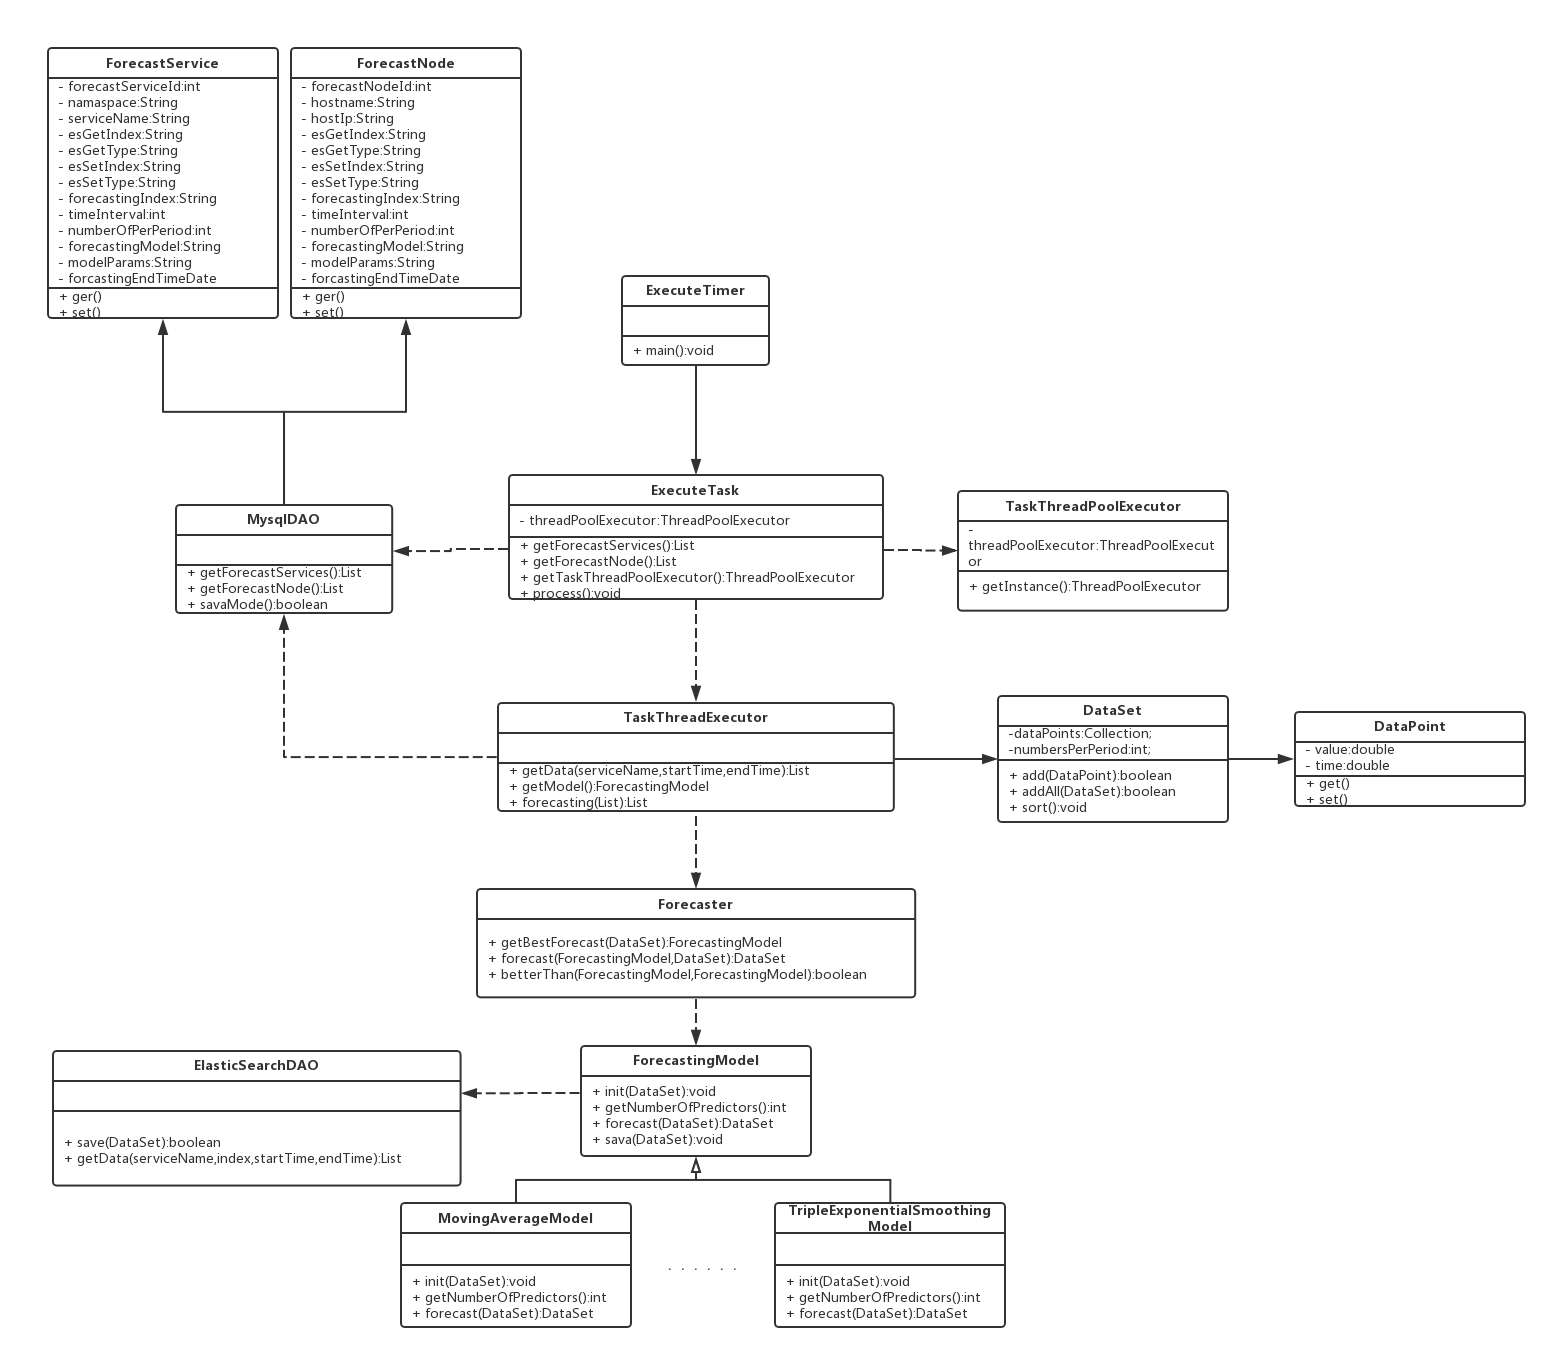 ForecastService
- forecastServiceId:int
- namaspace:String
- serviceName:String
- esGetIndex:String
- esGetType:String
- esSetIndex:String
- esSetType:String
- forecastingIndex:String
- timeInterval:int
- numberOfPerPeriod:int
- forecastingModel:String
- modelParams:String
- forcastingEndTimeDate
+ ger()
+ set()
ForecastNode
- forecastNodeId:int
- hostname:String
- hostIp:String
- esGetIndex:String
- esGetType:String
- esSetIndex:String
- esSetType:String
- forecastingIndex:String
- timeInterval:int
- numberOfPerPeriod:int
- forecastingModel:String
- modelParams:String
- forcastingEndTimeDate
+ ger()
+ set()
ExecuteTimer
+ main():void
MysqlDAO
+ getForecastServices():List
+ getForecastNode():List
+ savaMode():boolean
ExecuteTask
- threadPoolExecutor:ThreadPoolExecutor
+ getForecastServices():List
+ getForecastNode():List
+ getTaskThreadPoolExecutor():ThreadPoolExecutor
+ process():void
TaskThreadPoolExecutor
-
threadPoolExecutor:ThreadPoolExecut
or
+ getInstance():ThreadPoolExecutor
TaskThreadExecutor
+ getData(serviceName,startTime,endTime):List
+ getModel():ForecastingModel
+ forecasting(List):List
DataSet
-dataPoints:Collection;
-numbersPerPeriod:int;
+ add(DataPoint):boolean
+ addAll(DataSet):boolean
+ sort():void
DataPoint
- value:double
- time:double
+ get()
+ set()
Forecaster
+ getBestForecast(DataSet):ForecastingModel
+ forecast(ForecastingModel,DataSet):DataSet
+ betterThan(ForecastingModel,ForecastingModel):boolean
ElasticSearchDAO
+ save(DataSet):boolean
+ getData(serviceName,index,startTime,endTime):List
ForecastingModel
+ init(DataSet):void
+ getNumberOfPredictors():int
+ forecast(DataSet):DataSet
+ sava(DataSet):void
MovingAverageModel
+ init(DataSet):void
+ getNumberOfPredictors():int
+ forecast(DataSet):DataSet
. . . . . .
TripleExponentialSmoothing
Model
+ init(DataSet):void
+ getNumberOfPredictors():int
+ forecast(DataSet):DataSet